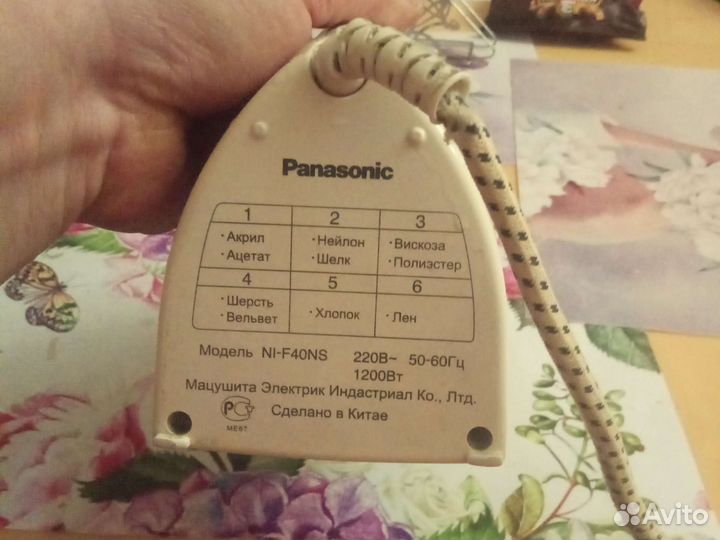 Panasonic
1 2 3
·Акрил ·Нейлон ·Вискоза
·Ацетат ·Шелк ·Полиэстер
4 5 6
·Шерсть ·Хлопок ·Лен
·Вельвет
Модель NI-F40NS 220В~ 50-60Гц
1200Вт
Мацушита Электрик Индастриал Ко., Лтд.
Сделано в Китае
РСТ
ME67
Avito